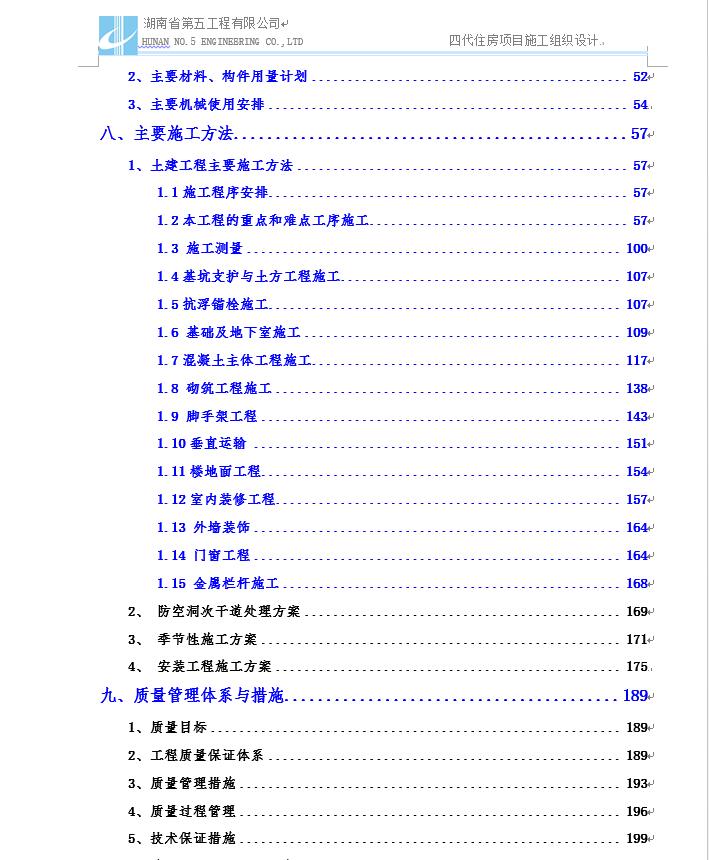 湖南省第五工程有限公司
HUNAN NO.5 ENGINEERING CO.,LTD
四代住房项目施工组织设计
2、主要材料、构件用量计划 52
3、主要机械使用安排 54
八、主要施工方法 57
1、土建工程主要施工方法 57
1.1施工程序安排 57
1.2本工程的重点和难点工序施工 57
1.3 施工测量 100
1.4基坑支护与土方工程施工 107
1.5抗浮锚栓施工 107
1.6 基础及地下室施工 109
1.7混凝土主体工程施工 117
1.8 砌筑工程施工 138
1.9 脚手架工程 143
1.10垂直运输 151
1.11楼地面工程 154
1.12室内装修工程 157
1.13 外墙装饰 164
1.14 门窗工程 164
1.15 金属栏杆施工 168
2、 防空洞次干道处理方案 169
3、 季节性施工方案 171
4、 安装工程施工方案 175
九、质量管理体系与措施 189
1、质量目标 189
2、工程质量保证体系 189
3、质量管理措施 193
4、质量过程管理 196
5、技术保证措施 199